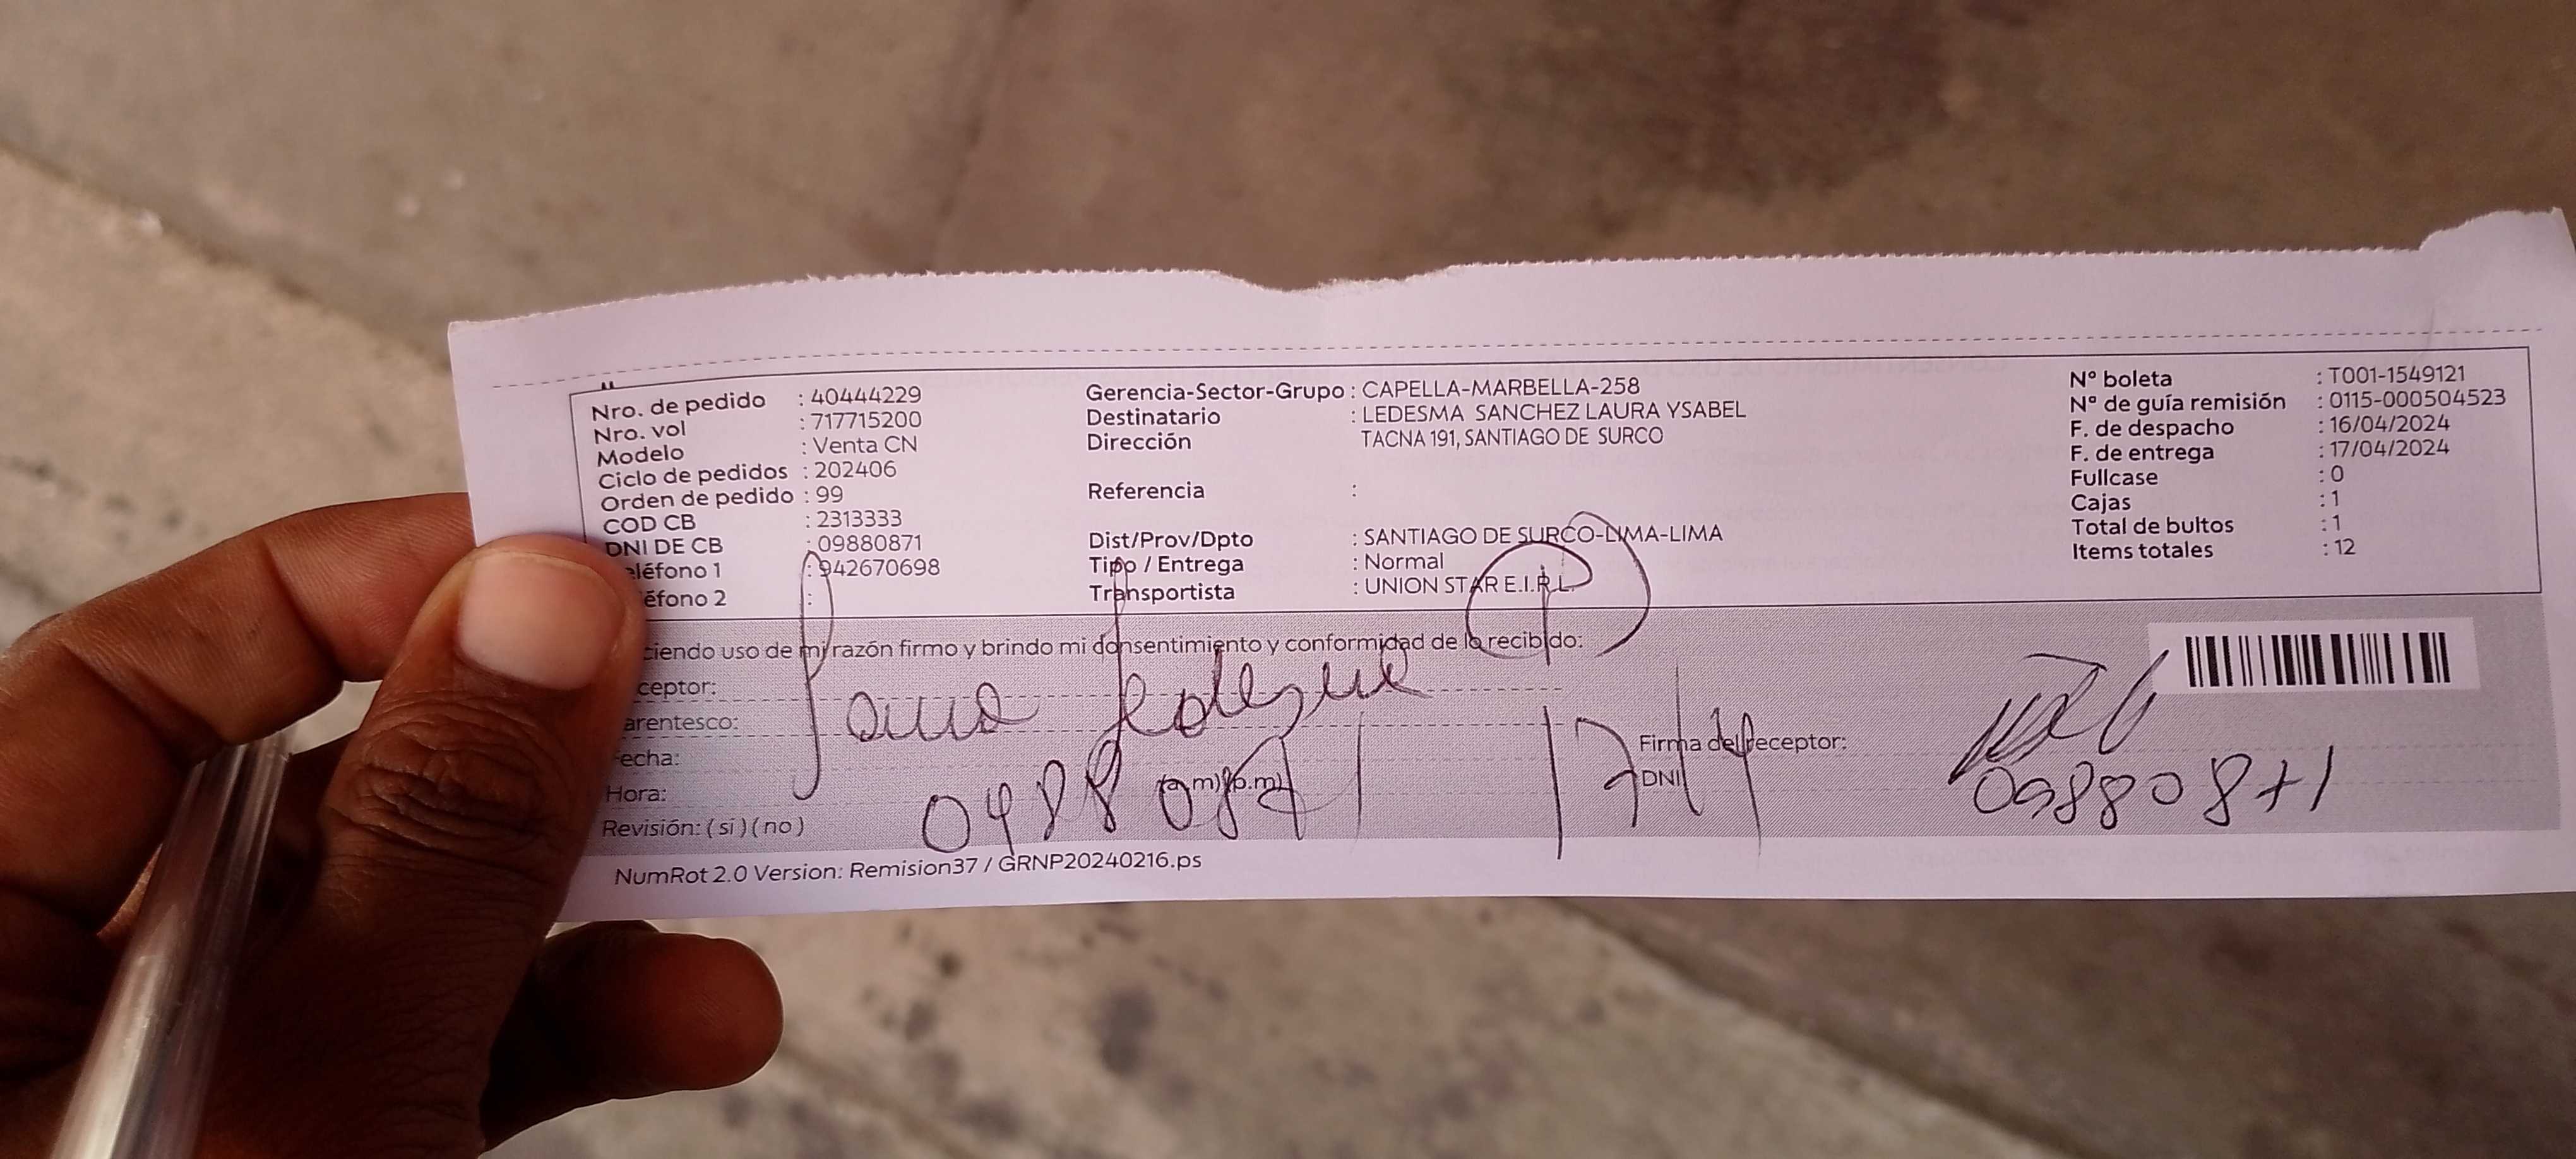 Nro. de pedido : 40444229
Nro. vol : 717715200
Modelo : Venta CN
Ciclo de pedidos : 202406
Orden de pedido : 99
COD CB : 2313333
DNI DE CB : 09880871
eléfono 1 : 942670698
éfono 2 :
Gerencia-Sector-Grupo : CAPELLA-MARBELLA-258
Destinatario : LEDESMA SANCHEZ LAURA YSABEL
Dirección TACNA 191, SANTIAGO DE SURCO
Referencia :
Dist/Prov/Dpto : SANTIAGO DE SURCO-LIMA-LIMA
Tipo / Entrega : Normal
Transportista : UNION STAR E.I.R.L.
Nº boleta : T001-1549121
Nº de guía remisión : 0115-000504523
F. de despacho : 16/04/2024
F. de entrega : 17/04/2024
Fullcase : 0
Cajas : 1
Total de bultos : 1
Items totales : 12
ciendo uso de mi razón firmo y brindo mi consentimiento y conformidad de lo recibido:
ceptor:
arentesco:
echa:
Hora: (a.m) (p.m)
Revisión: ( si ) ( no )
09880871
Firma del receptor:
DNI 09880871
NumRot 2.0 Version: Remision37 / GRNP20240216.ps